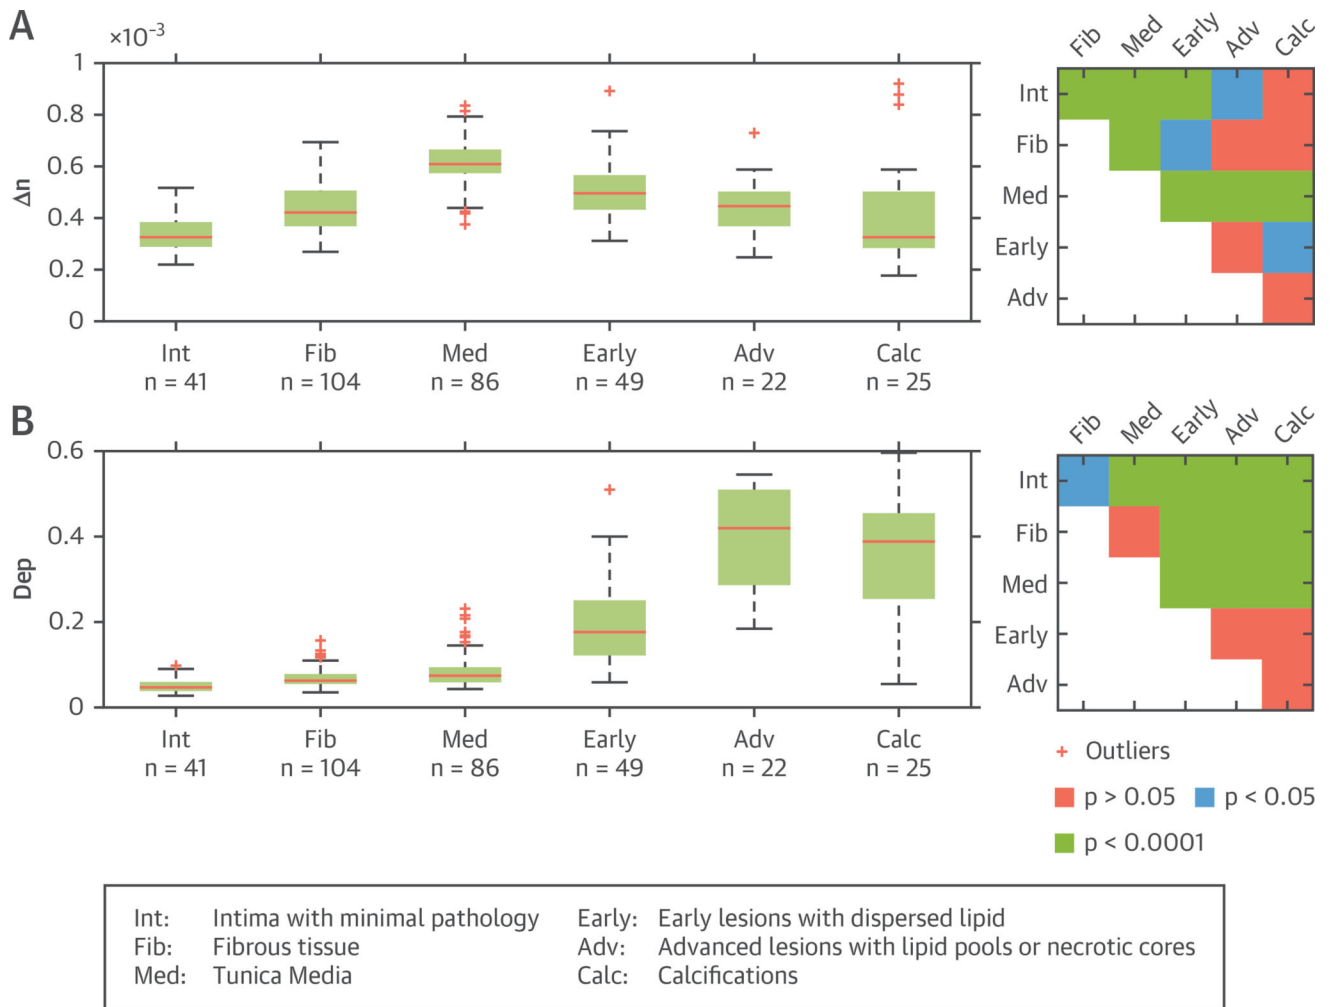 A
×10⁻³
1
0.8
0.6
0.4
0.2
0
Δn
Int Fib Med Early Adv Calc
n = 41 n = 104 n = 86 n = 49 n = 22 n = 25
Fib Med Early Adv Calc
Int
Fib
Med
Early
Adv
B
0.6
0.4
0.2
0
Dep
Int Fib Med Early Adv Calc
n = 41 n = 104 n = 86 n = 49 n = 22 n = 25
Fib Med Early Adv Calc
Int
Fib
Med
Early
Adv
+ Outliers
p > 0.05 p < 0.05
p < 0.0001
Int: Intima with minimal pathology Early: Early lesions with dispersed lipid
Fib: Fibrous tissue Adv: Advanced lesions with lipid pools or necrotic cores
Med: Tunica Media Calc: Calcifications